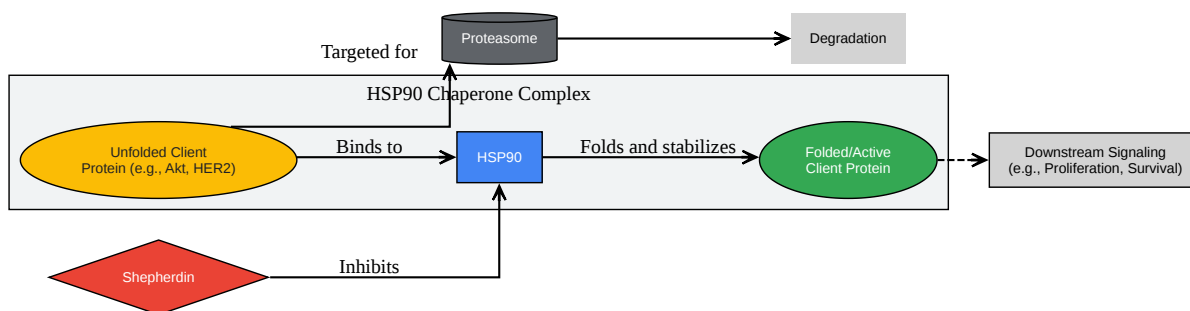 Proteasome
Degradation
Targeted for
HSP90 Chaperone Complex
Unfolded Client
Protein (e.g., Akt, HER2)
Binds to
HSP90
Folds and stabilizes
Folded/Active
Client Protein
Downstream Signaling
(e.g., Proliferation, Survival)
Shepherdin
Inhibits